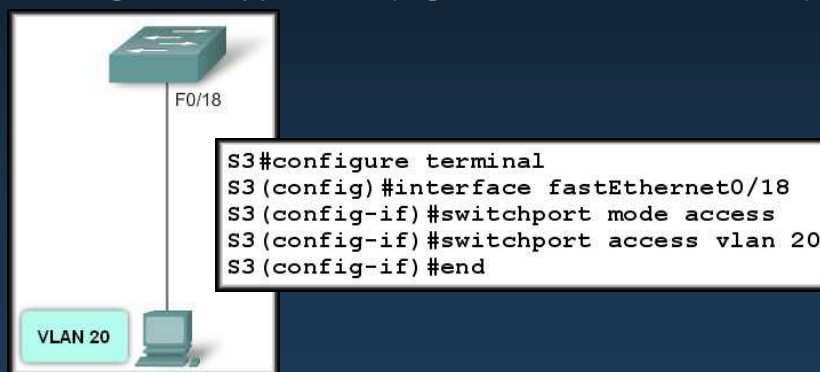 F0/18
S3#configure terminal
S3(config)#interface fastEthernet0/18
S3(config-if)#switchport mode access
S3(config-if)#switchport access vlan 20
S3(config-if)#end
VLAN 20